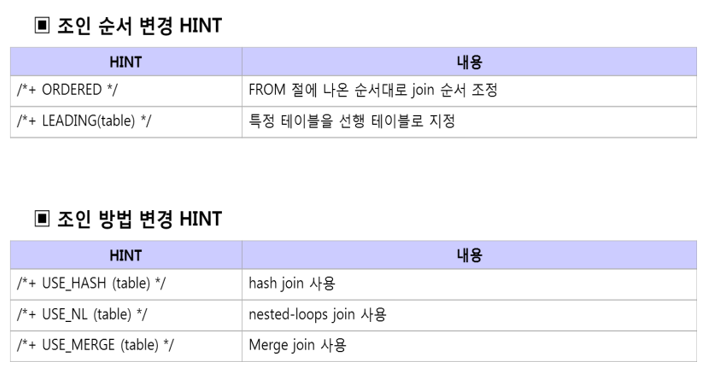 ▣ 조인 순서 변경 HINT
HINT 내용
/*+ ORDERED */ FROM 절에 나온 순서대로 join 순서 조정
/*+ LEADING(table) */ 특정 테이블을 선행 테이블로 지정
▣ 조인 방법 변경 HINT
HINT 내용
/*+ USE_HASH (table) */ hash join 사용
/*+ USE_NL (table) */ nested-loops join 사용
/*+ USE_MERGE (table) */ Merge join 사용